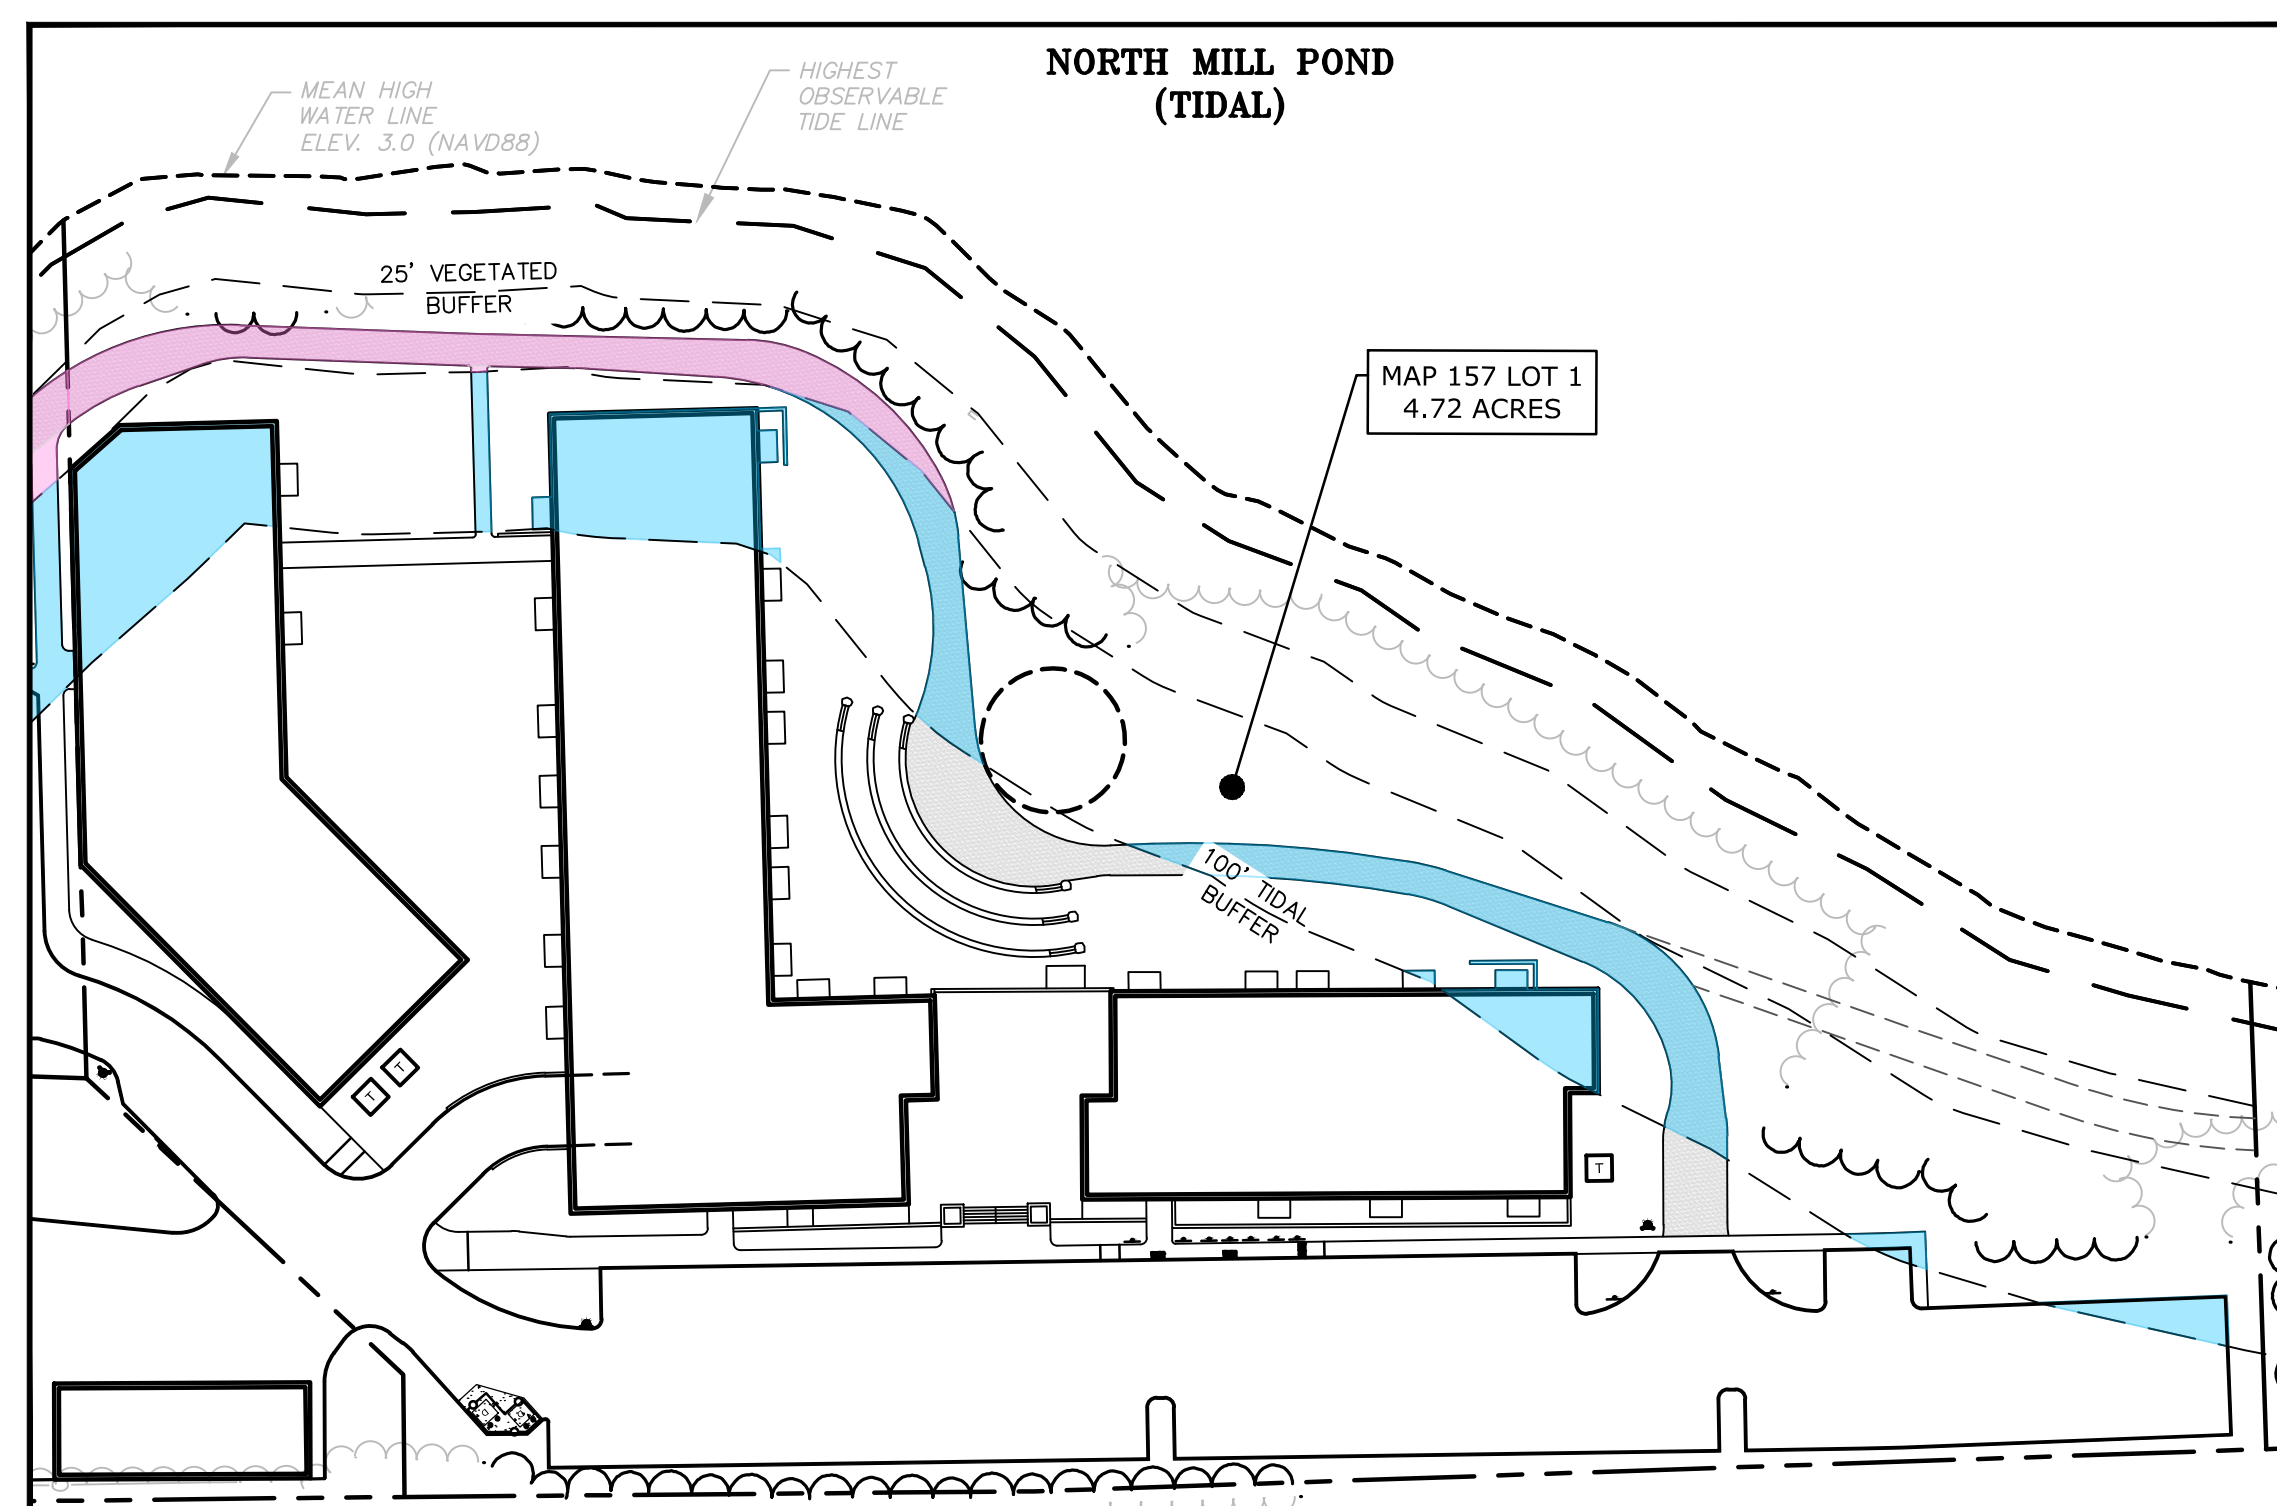 NORTH MILL POND
(TIDAL)
MEAN HIGH
WATER LINE
ELEV. 3.0 (NAVD88)
HIGHEST
OBSERVABLE
TIDE LINE
25' VEGETATED
BUFFER
MAP 157 LOT 1
4.72 ACRES
100' TIDAL
BUFFER
T
T
T